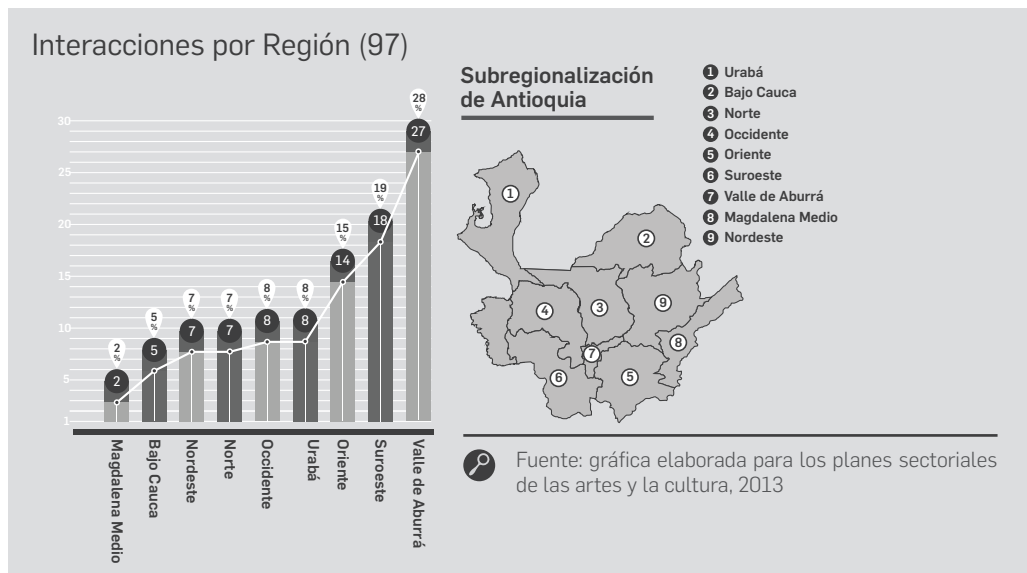 Interacciones por Región (97)
30
25
20
15
10
5
1
2
%
5
%
7
%
7
%
8
%
8
%
15
%
19
%
28
%
2
5
7
7
8
8
14
18
27
Magdalena Medio
Bajo Cauca
Nordeste
Norte
Occidente
Urabá
Oriente
Suroeste
Valle de Aburrá
Subregionalización
de Antioquia
1 Urabá
2 Bajo Cauca
3 Norte
4 Occidente
5 Oriente
6 Suroeste
7 Valle de Aburrá
8 Magdalena Medio
9 Nordeste
1
2
3
4
9
8
7
6
5
Fuente: gráfica elaborada para los planes sectoriales
de las artes y la cultura, 2013